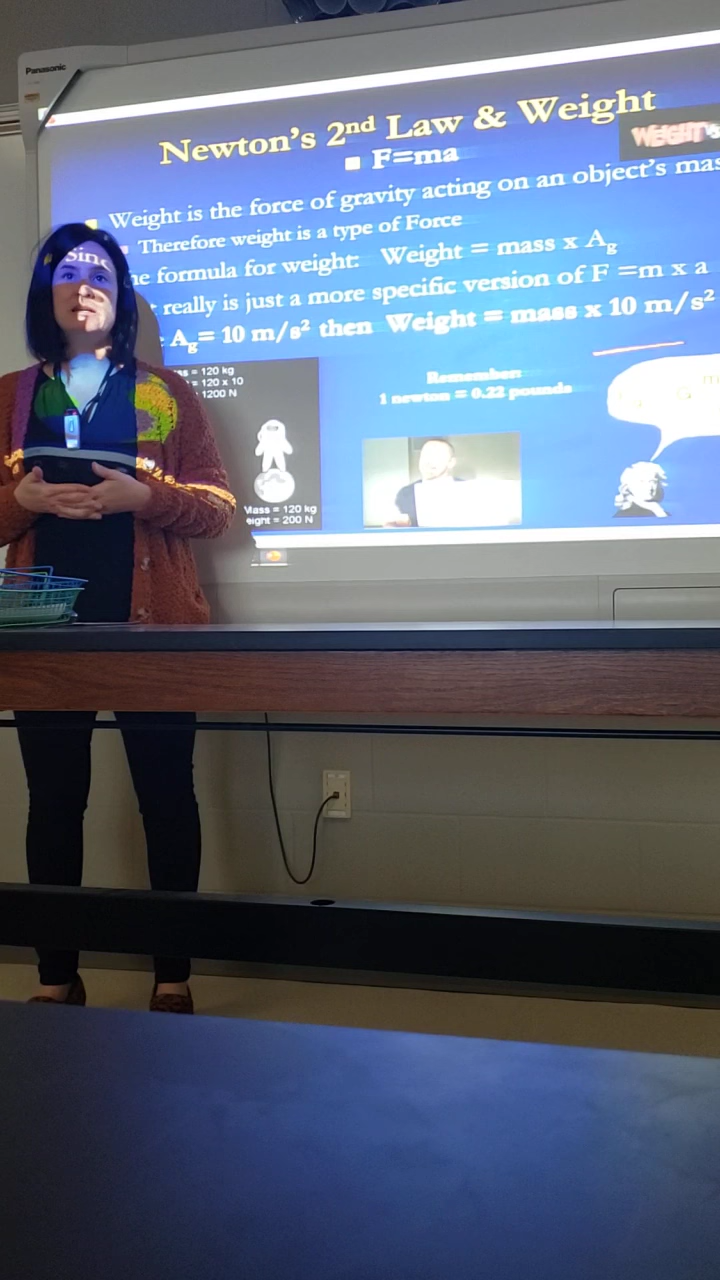 Panasonic
Newton's 2nd Law & Weight
F=ma
WEIGHT
Weight is the force of gravity acting on an object's mas
Therefore weight is a type of Force
Sinc
he formula for weight: Weight = mass x Ag
really is just a more specific version of F =m x a
Ag= 10 m/s² then Weight = mass x 10 m/s²
ss = 120 kg
= 120 x 10
1200 N
Remember:
1 newton = 0.22 pounds
Mass = 120 kg
eight = 200 N